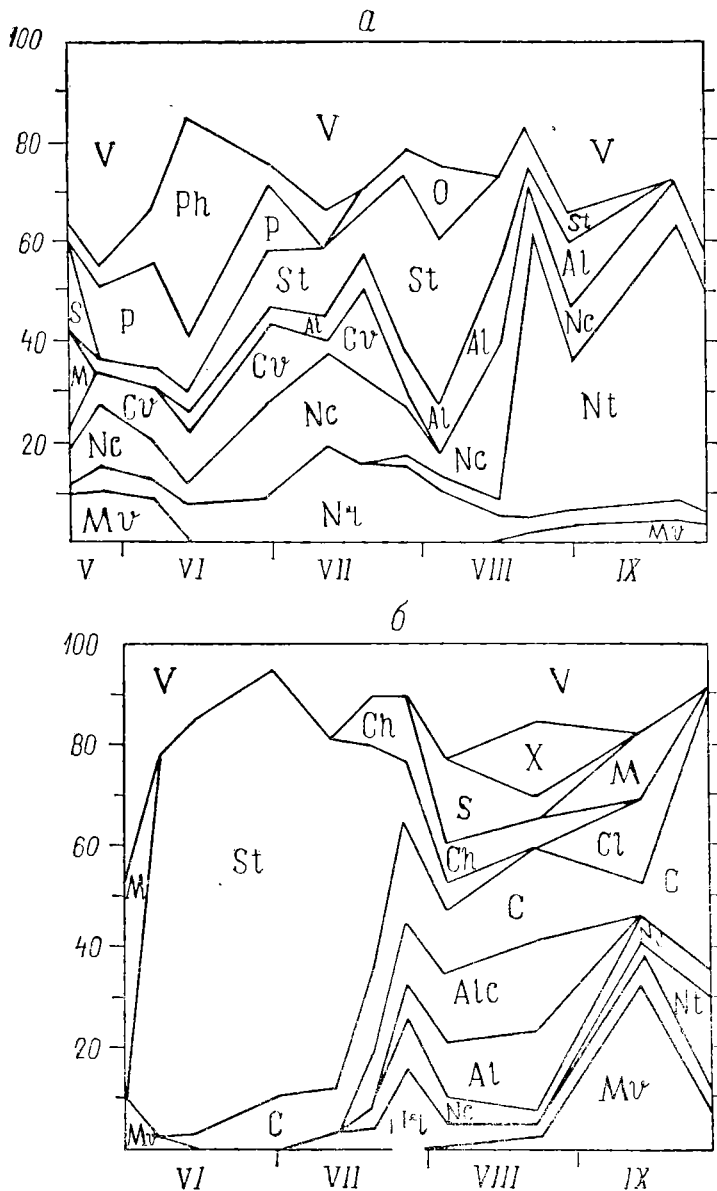 а
100
V V V
80
Ph
P O
60
St
St St
Al
S P
Nc
40
Al
M Al
Cv Cv
Cv
Nc
Nt
Al
20
Nc Nc
Mv
Mv
V VI VII VIII IX
б
100
V V
Ch
80
X M
S
60
St Ch Cl
M C C
40
Alc
Nt
20
Al
Mv
Nc
C
Mv
VI VII VIII IX